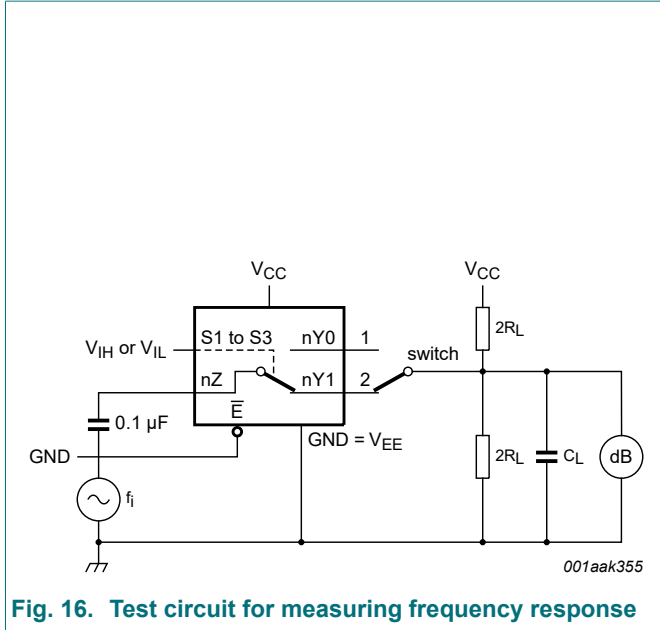 VCC VCC
VIH or VIL S1 to S3 nY0 1
switch
nZ nY1 2
2RL
0.1 µF E
GND GND = VEE
2RL CL dB
fi
001aak355
Fig. 16. Test circuit for measuring frequency response